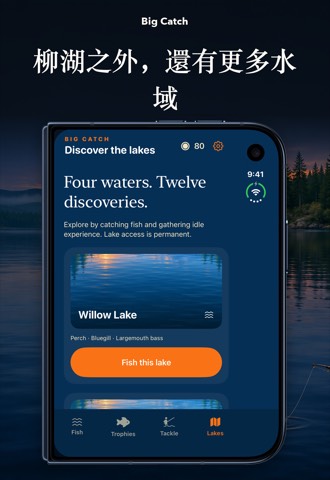 Big Catch
柳湖之外，還有更多水
域
BIG CATCH
Discover the lakes
80
9:41
Four waters. Twelve
discoveries.
Explore by catching fish and gathering idle
experience. Lake access is permanent.
Willow Lake
Perch · Bluegill · Largemouth bass
Fish this lake
Fish
Trophies
Tackle
Lakes